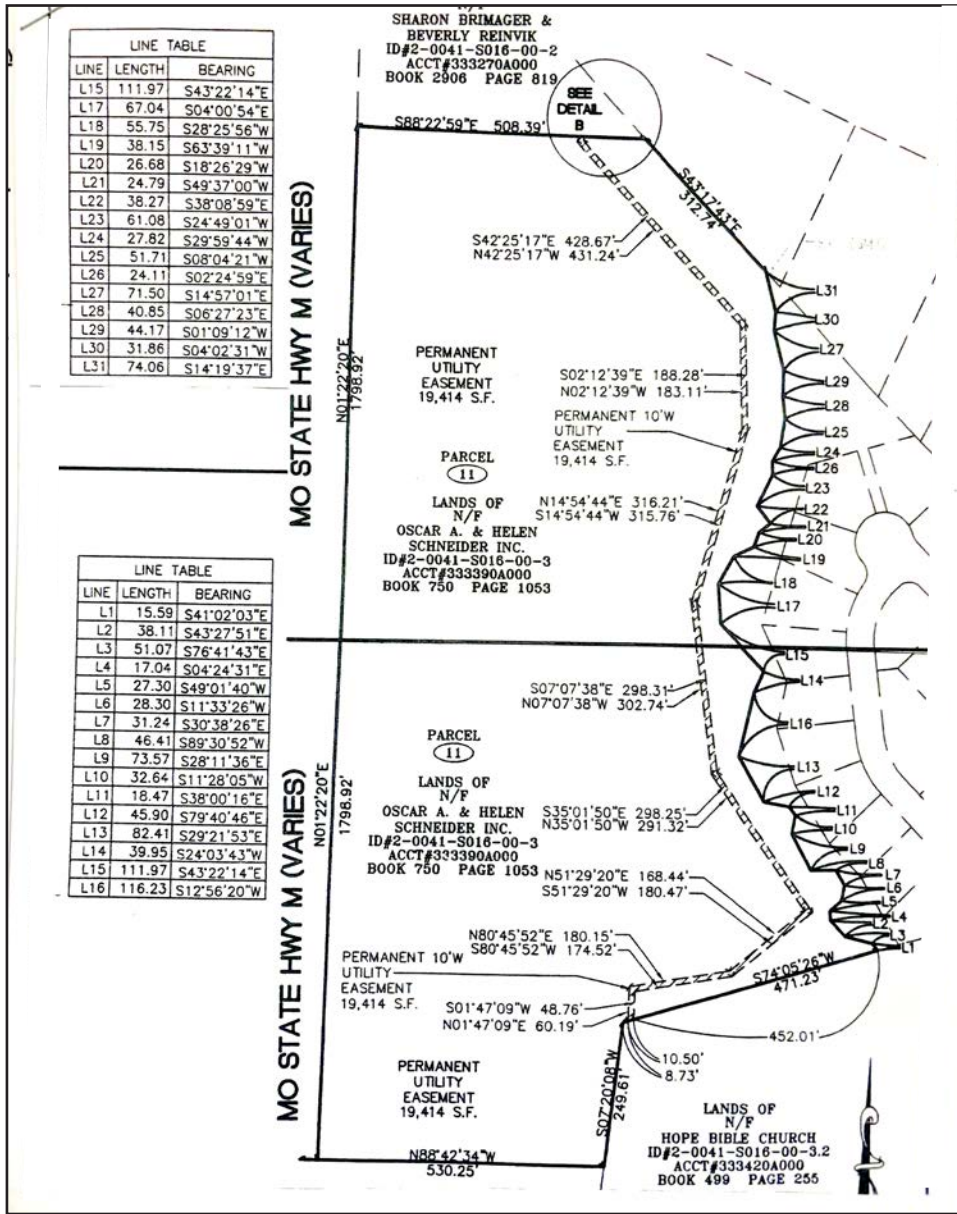 N/F
SHARON BRIMAGER &
BEVERLY REINVIK
ID#2-0041-S016-00-2
ACCT#333270A000
BOOK 2906 PAGE 819
LINE TABLE
LINE LENGTH BEARING
L15 111.97 S43°22'14"E
L17 67.04 S04°00'54"E
L18 55.75 S28°25'56"W
L19 38.15 S63°39'11"W
L20 26.68 S18°26'29"W
L21 24.79 S49°37'00"W
L22 38.27 S38°08'59"E
L23 61.08 S24°49'01"W
L24 27.82 S29°59'44"W
L25 51.71 S08°04'21"W
L26 24.11 S02°24'59"E
L27 71.50 S14°57'01"E
L28 40.85 S06°27'23"E
L29 44.17 S01°09'12"W
L30 31.86 S04°02'31"W
L31 74.06 S14°19'37"E
SEE
DETAIL
B
S88°22'59"E 508.39'
S43°17'43"E
312.74'
S42°25'17"E 428.67'
N42°25'17"W 431.24'
MO STATE HWY M (VARIES)
N01°22'20"E
1798.92'
PERMANENT
UTILITY
EASEMENT
19,414 S.F.
S02°12'39"E 188.28'
N02°12'39"W 183.11'
PERMANENT 10'W
UTILITY
EASEMENT
19,414 S.F.
PARCEL
11
LANDS OF
N/F
OSCAR A. & HELEN
SCHNEIDER INC.
ID#2-0041-S016-00-3
ACCT#333390A000
BOOK 750 PAGE 1053
N14°54'44"E 316.21'
S14°54'44"W 315.76'
L31
L30
L27
L29
L28
L25
L24
L26
L23
L22
L21
L20
L19
L18
L17
L15
L14
L16
L13
L12
L11
L10
L9
L8
L7
L6
L5
L4
L2
L3
L1
LINE TABLE
LINE LENGTH BEARING
L1 15.59 S41°02'03"E
L2 38.11 S43°27'51"E
L3 51.07 S76°41'43"E
L4 17.04 S04°24'31"E
L5 27.30 S49°01'40"W
L6 28.30 S11°33'26"W
L7 31.24 S30°38'26"E
L8 46.41 S89°30'52"W
L9 73.57 S28°11'36"E
L10 32.64 S11°28'05"W
L11 18.47 S38°00'16"E
L12 45.90 S79°40'46"E
L13 82.41 S29°21'53"E
L14 39.95 S24°03'43"W
L15 111.97 S43°22'14"E
L16 116.23 S12°56'20"W
S07°07'38"E 298.31'
N07°07'38"W 302.74'
MO STATE HWY M (VARIES)
N01°22'20"E
1798.92'
PARCEL
11
LANDS OF
N/F
OSCAR A. & HELEN
SCHNEIDER INC.
ID#2-0041-S016-00-3
ACCT#333390A000
BOOK 750 PAGE 1053
S35°01'50"E 298.25'
N35°01'50"W 291.32'
N51°29'20"E 168.44'
S51°29'20"W 180.47'
N80°45'52"E 180.15'
S80°45'52"W 174.52'
PERMANENT 10'W
UTILITY
EASEMENT
19,414 S.F.
S01°47'09"W 48.76'
N01°47'09"E 60.19'
S74°05'26"W
471.23'
452.01'
10.50'
8.73'
S07°20'08"W
249.61'
PERMANENT
UTILITY
EASEMENT
19,414 S.F.
N88°42'34"W
530.25'
LANDS OF
N/F
HOPE BIBLE CHURCH
ID#2-0041-S016-00-3.2
ACCT#333420A000
BOOK 499 PAGE 255